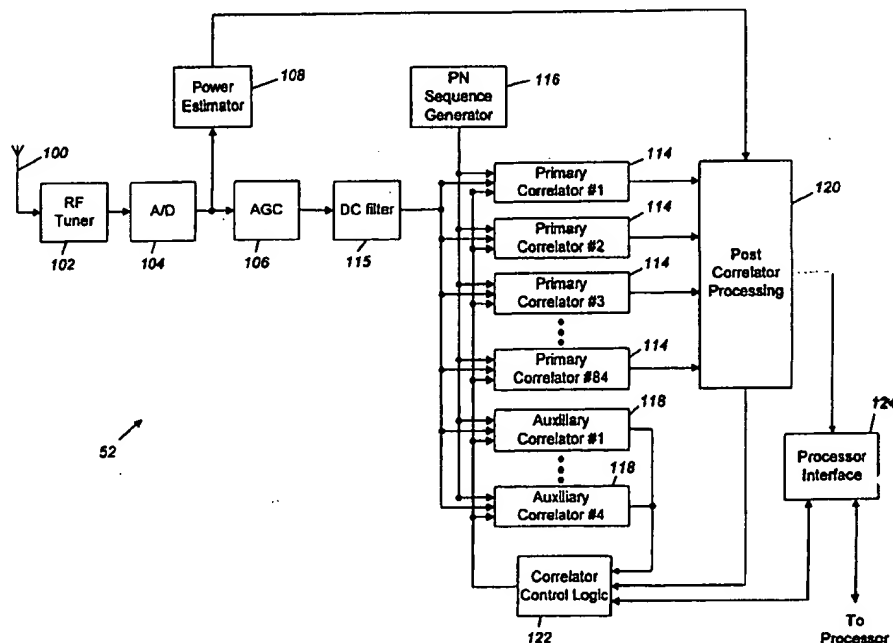 Power
Estimator
108
PN
Sequence
Generator
116
100
RF
Tuner
102
A/D
104
AGC
106
DC filter
115
Primary
Correlator #1
114
Primary
Correlator #2
114
Primary
Correlator #3
114
Primary
Correlator #84
114
Auxiliary
Correlator #1
118
Auxiliary
Correlator #4
118
Post
Correlator
Processing
120
Processor
Interface
124
52
Correlator
Control Logic
122
To
Processor